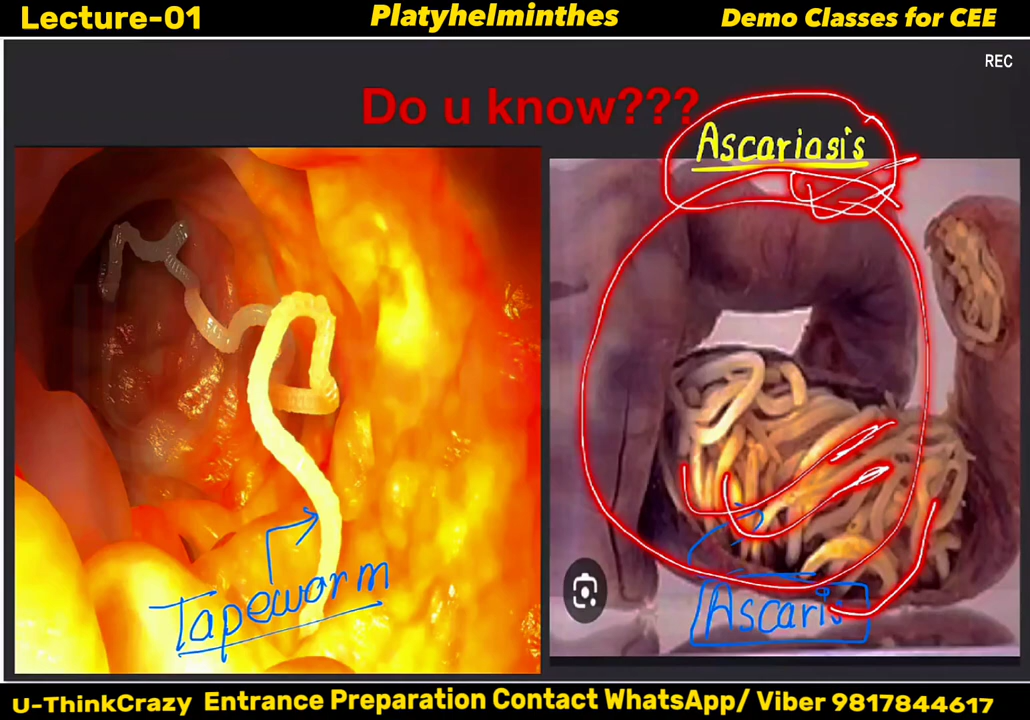 Lecture-01
Platyhelminthes
Demo Classes for CEE
REC
Do u know???
Ascariasis
Tapeworm
Ascaris
U-ThinkCrazy Entrance Preparation Contact WhatsApp/ Viber 9817844617